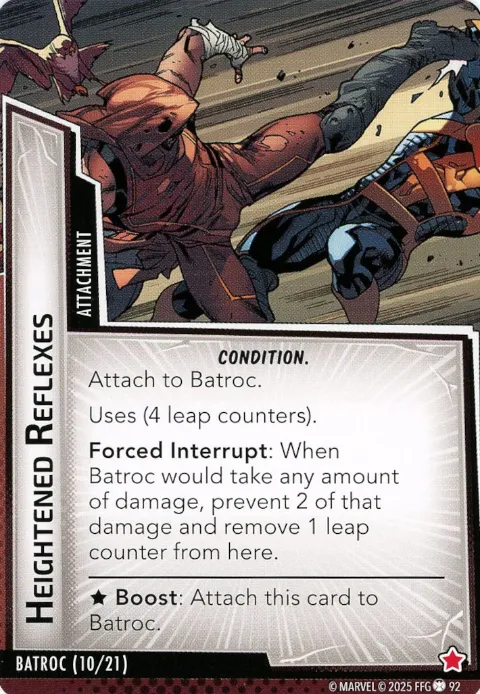 CONDITION.
Attach to Batroc.
Uses (4 leap counters).
Forced Interrupt: When
Batroc would take any amount
of damage, prevent 2 of that
damage and remove 1 leap
counter from here.
★ Boost: Attach this card to
Batroc.
ATTACHMENT
HEIGHTENED REFLEXES
BATROC (10/21)
© MARVEL © 2025 FFG 92